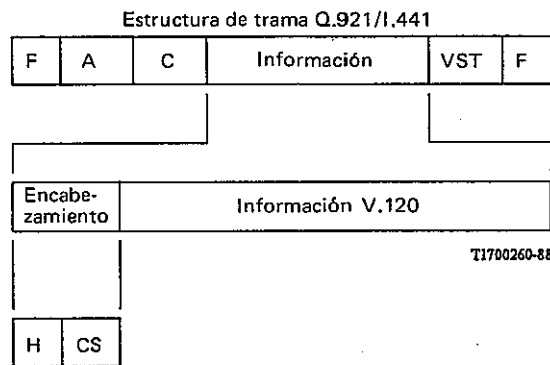 Estructura de trama Q.921/I.441
F A C Información VST F
Encabe-
zamiento
Información V.120
T1700260-88
H CS